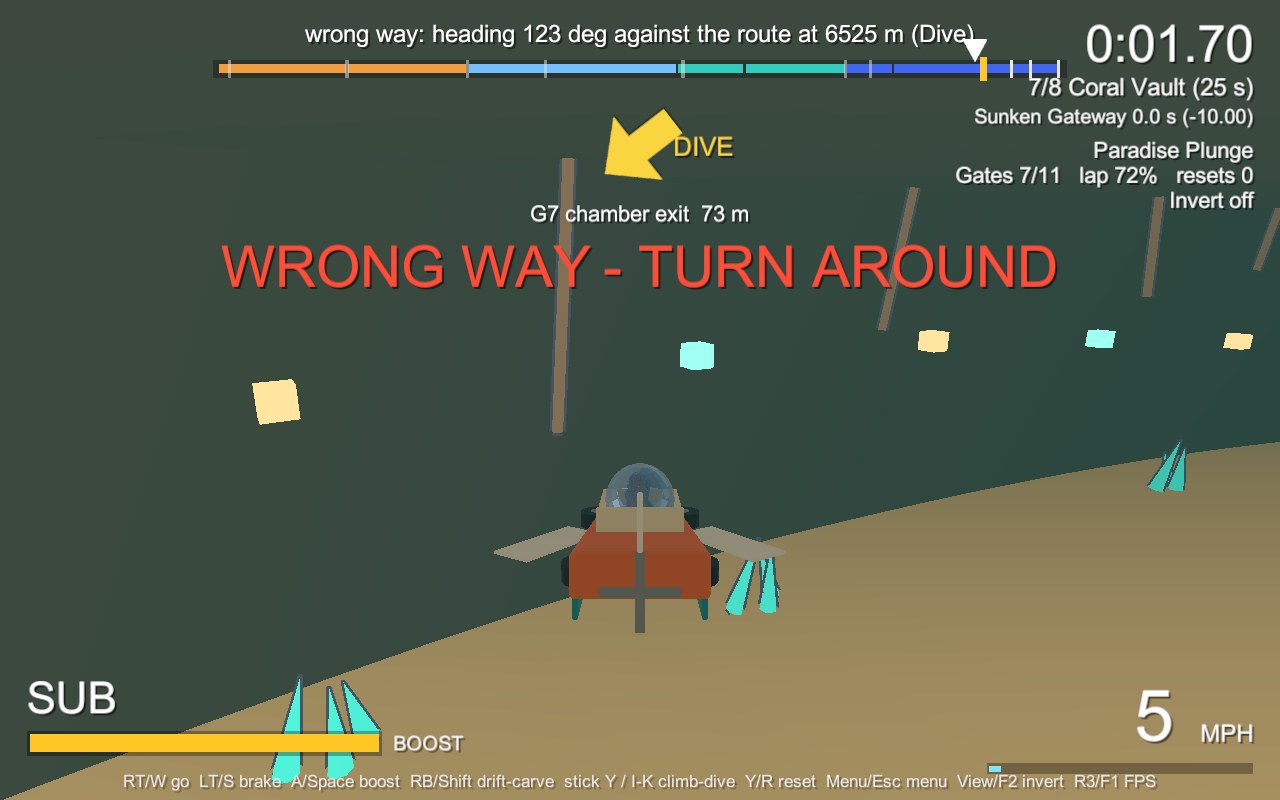 wrong way: heading 123 deg against the route at 6525 m (Dive)
0:01.70
7/8 Coral Vault (25 s)
Sunken Gateway 0.0 s (-10.00)
DIVE
Paradise Plunge
Gates 7/11 lap 72% resets 0
Invert off
G7 chamber exit 73 m
WRONG WAY - TURN AROUND
SUB
BOOST
5 MPH
RT/W go LT/S brake A/Space boost RB/Shift drift-carve stick Y / I-K climb-dive Y/R reset Menu/Esc menu View/F2 invert R3/F1 FPS